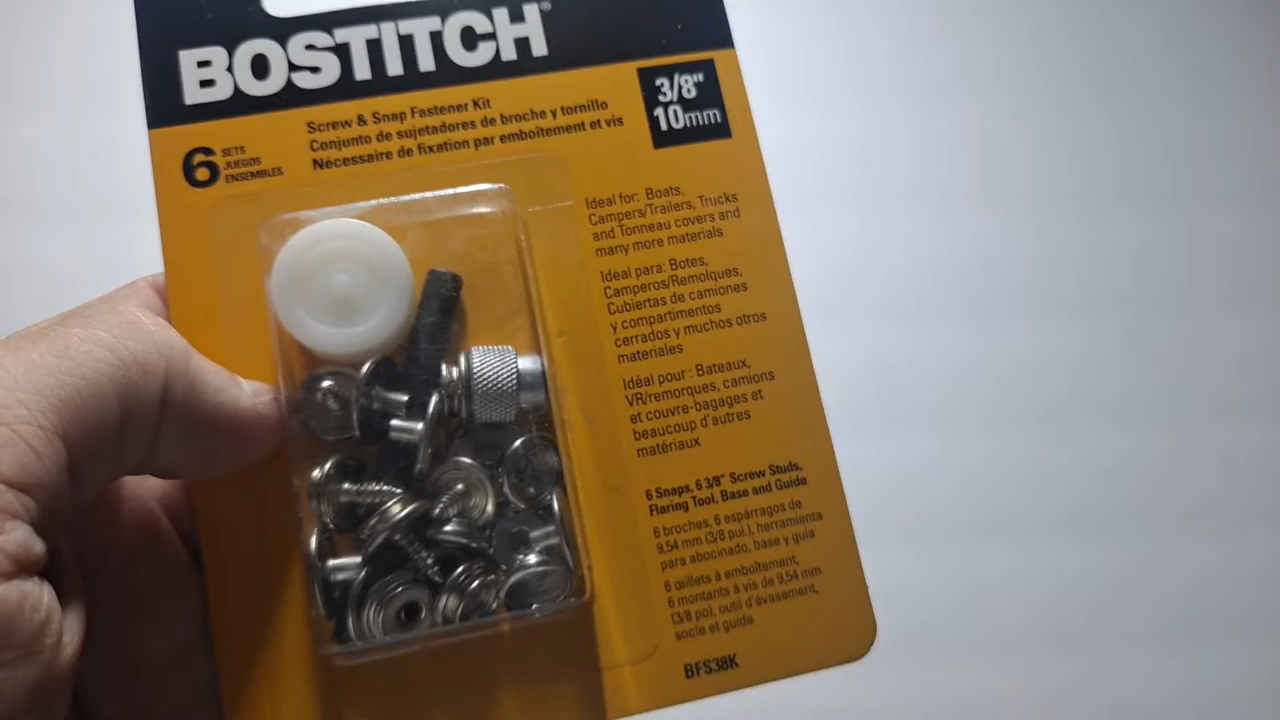 BOSTITCH®
3/8"
10mm
6 SETS
JUEGOS
ENSEMBLES
Screw & Snap Fastener Kit
Conjunto de sujetadores de broche y tornillo
Nécessaire de fixation par emboîtement et vis
Ideal for: Boats,
Campers/Trailers, Trucks
and Tonneau covers and
many more materials
Ideal para: Botes,
Camperos/Remolques,
Cubiertas de camiones
y compartimentos
cerrados y muchos otros
materiales
Idéal pour : Bateaux,
VR/remorques, camions
et couvre-bagages et
beaucoup d'autres
matériaux
6 Snaps, 6 3/8" Screw Studs,
Flaring Tool, Base and Guide
6 broches, 6 espárragos de
9,54 mm (3/8 pul.), herramienta
para abocinado, base y guía
6 œillets à emboîtement,
6 montants à vis de 9,54 mm
(3/8 po), outil d'évasement,
socle et guide
BFS38K